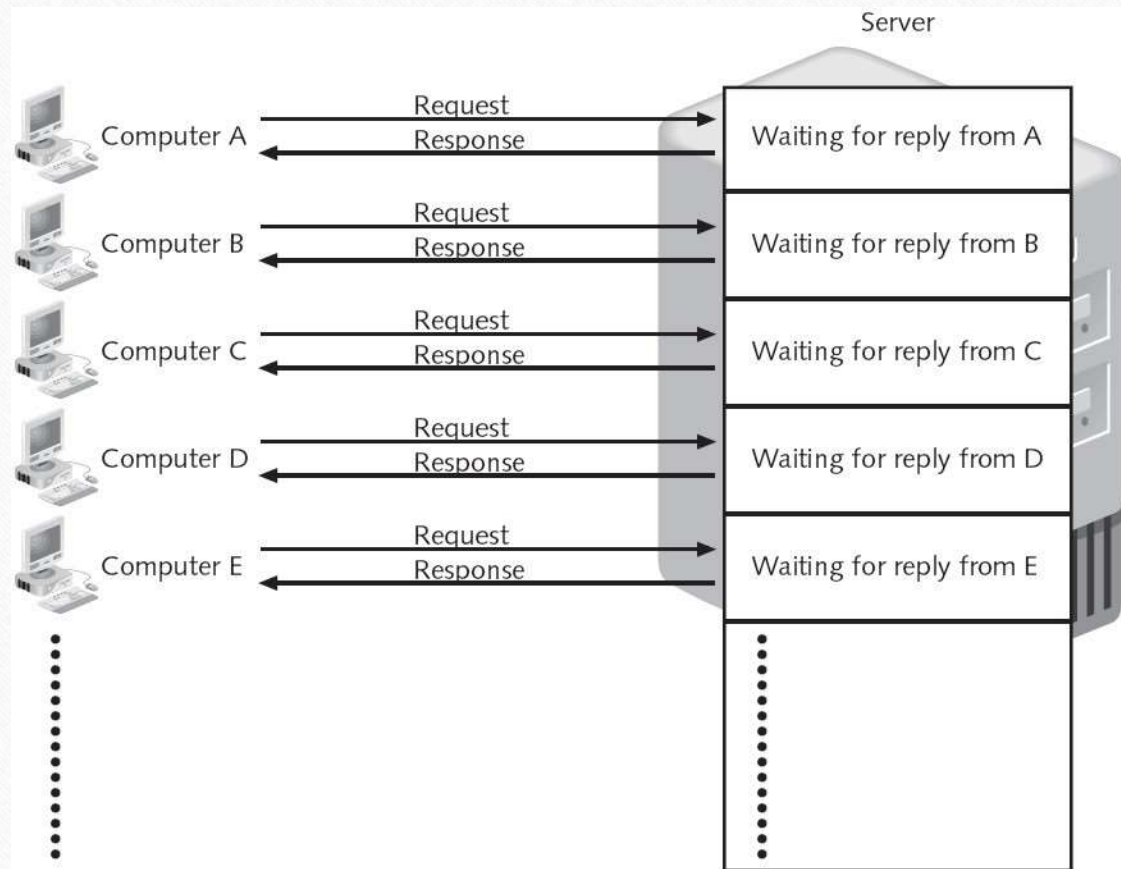 Server
Request
Computer A
Response
Waiting for reply from A
Request
Computer B
Response
Waiting for reply from B
Request
Computer C
Response
Waiting for reply from C
Request
Computer D
Response
Waiting for reply from D
Request
Computer E
Response
Waiting for reply from E